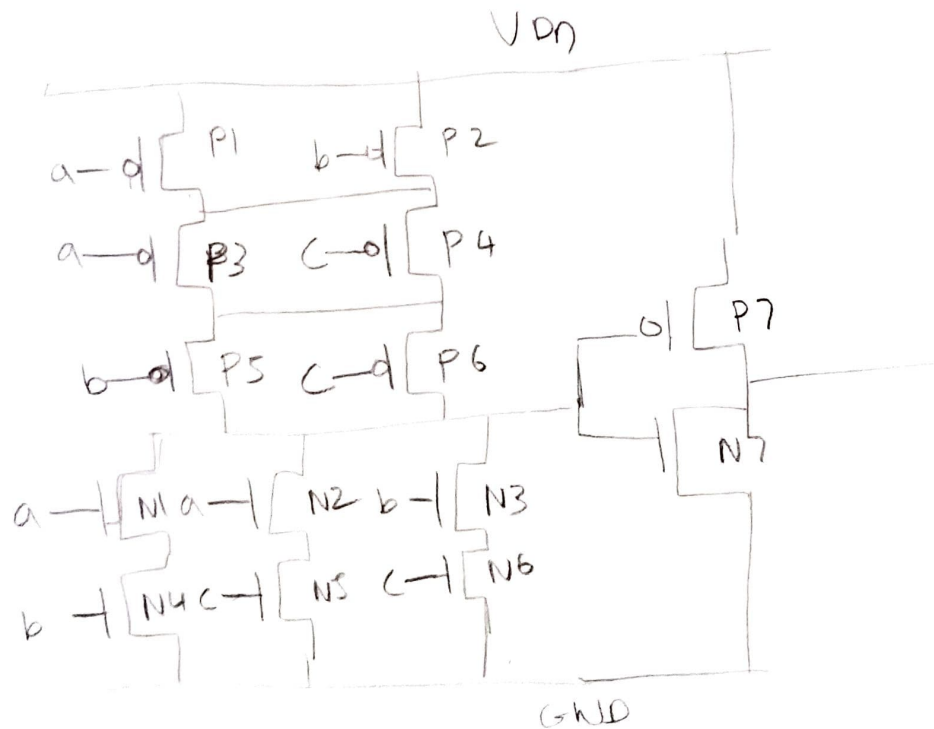 VDD
a P1 b P2
a P3 c P4
b P5 c P6
P7
N7
a N1 a N2 b N3
b N4 c N5 c N6
GND